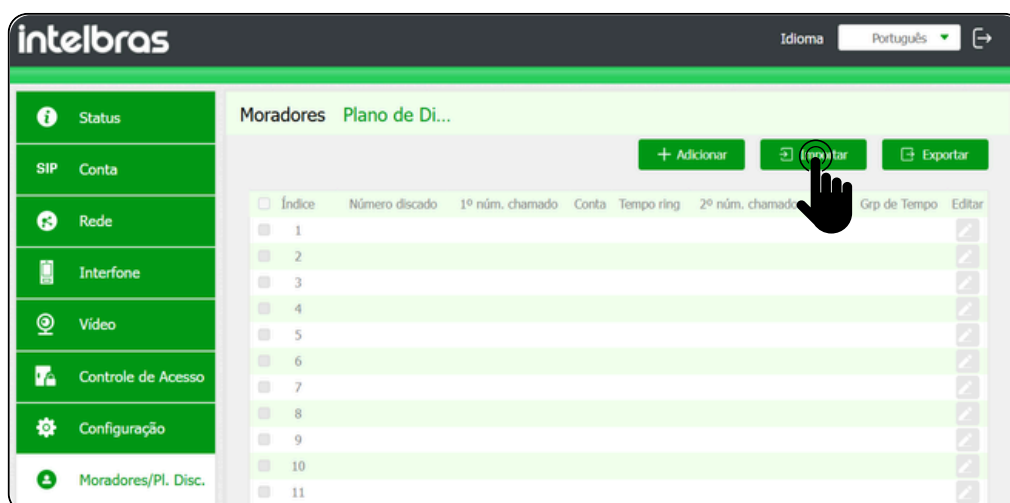 intelbras
Idioma Português
Status
SIP Conta
Rede
Interfone
Vídeo
Controle de Acesso
Configuração
Moradores/Pl. Disc.
Moradores Plano de Di...
+ Adicionar Importar Exportar
Índice Número discado 1º núm. chamado Conta Tempo ring 2º núm. chamado Grp de Tempo Editar
1
2
3
4
5
6
7
8
9
10
11